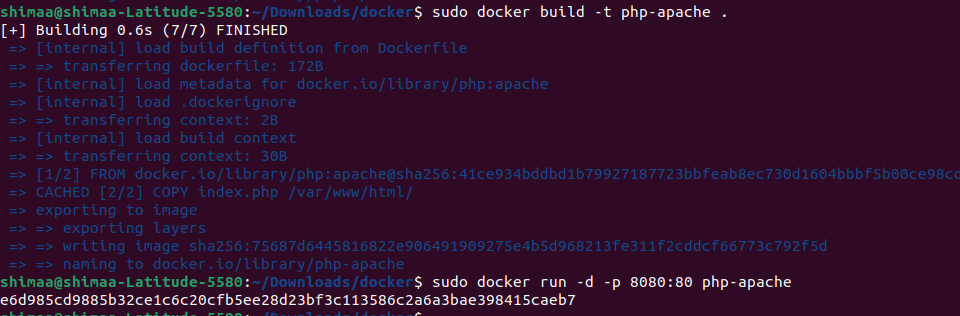 shimaa@shimaa-Latitude-5580:~/Downloads/docker$ sudo docker build -t php-apache .
[+] Building 0.6s (7/7) FINISHED
=> [internal] load build definition from Dockerfile
=> => transferring dockerfile: 172B
=> [internal] load metadata for docker.io/library/php:apache
=> [internal] load .dockerignore
=> => transferring context: 2B
=> [internal] load build context
=> => transferring context: 30B
=> [1/2] FROM docker.io/library/php:apache@sha256:41ce934bddbd1b79927187723bbfeab8ec730d1604bbbf5b00ce98cc
=> CACHED [2/2] COPY index.php /var/www/html/
=> exporting to image
=> => exporting layers
=> => writing image sha256:75687d6445816822e906491909275e4b5d968213fe311f2cddcf66773c792f5d
=> => naming to docker.io/library/php-apache
shimaa@shimaa-Latitude-5580:~/Downloads/docker$ sudo docker run -d -p 8080:80 php-apache
e6d985cd9885b32ce1c6c20cfb5ee28d23bf3c113586c2a6a3bae398415caeb7
shimaa@shimaa-Latitude-5580:~/Downloads/docker$